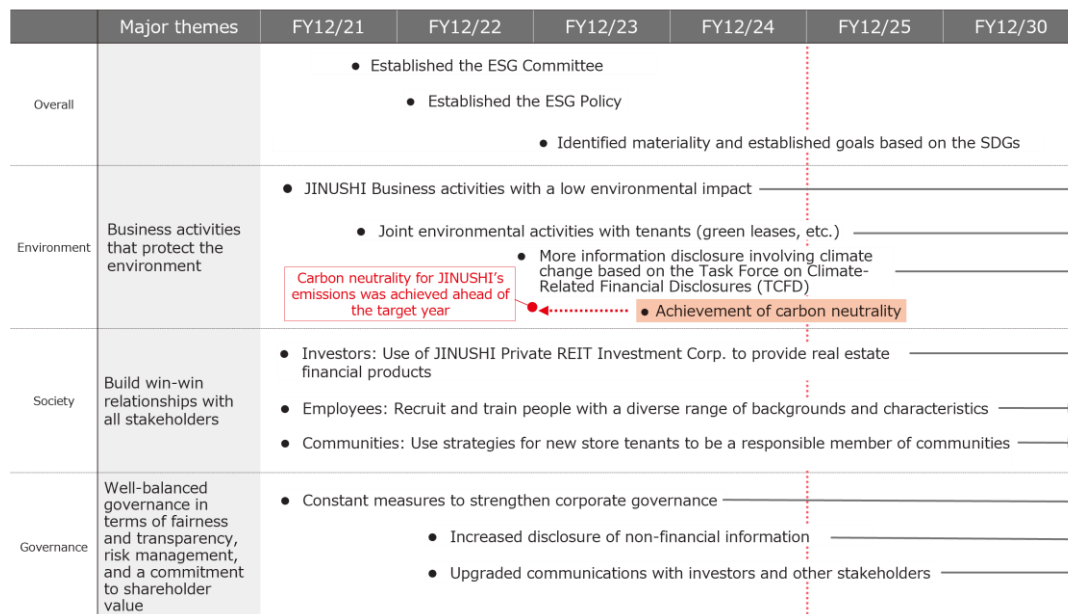 Major themes
FY12/21
FY12/22
FY12/23
FY12/24
FY12/25
FY12/30
Overall
● Established the ESG Committee
● Established the ESG Policy
● Identified materiality and established goals based on the SDGs
Environment
Business activities
that protect the
environment
● JINUSHI Business activities with a low environmental impact
● Joint environmental activities with tenants (green leases, etc.)
● More information disclosure involving climate
change based on the Task Force on Climate-
Related Financial Disclosures (TCFD)
Carbon neutrality for JINUSHI's
emissions was achieved ahead of
the target year
● Achievement of carbon neutrality
Society
Build win-win
relationships with
all stakeholders
● Investors: Use of JINUSHI Private REIT Investment Corp. to provide real estate
financial products
● Employees: Recruit and train people with a diverse range of backgrounds and characteristics
● Communities: Use strategies for new store tenants to be a responsible member of communities
Governance
Well-balanced
governance in
terms of fairness
and transparency,
risk management,
and a commitment
to shareholder
value
● Constant measures to strengthen corporate governance
● Increased disclosure of non-financial information
● Upgraded communications with investors and other stakeholders